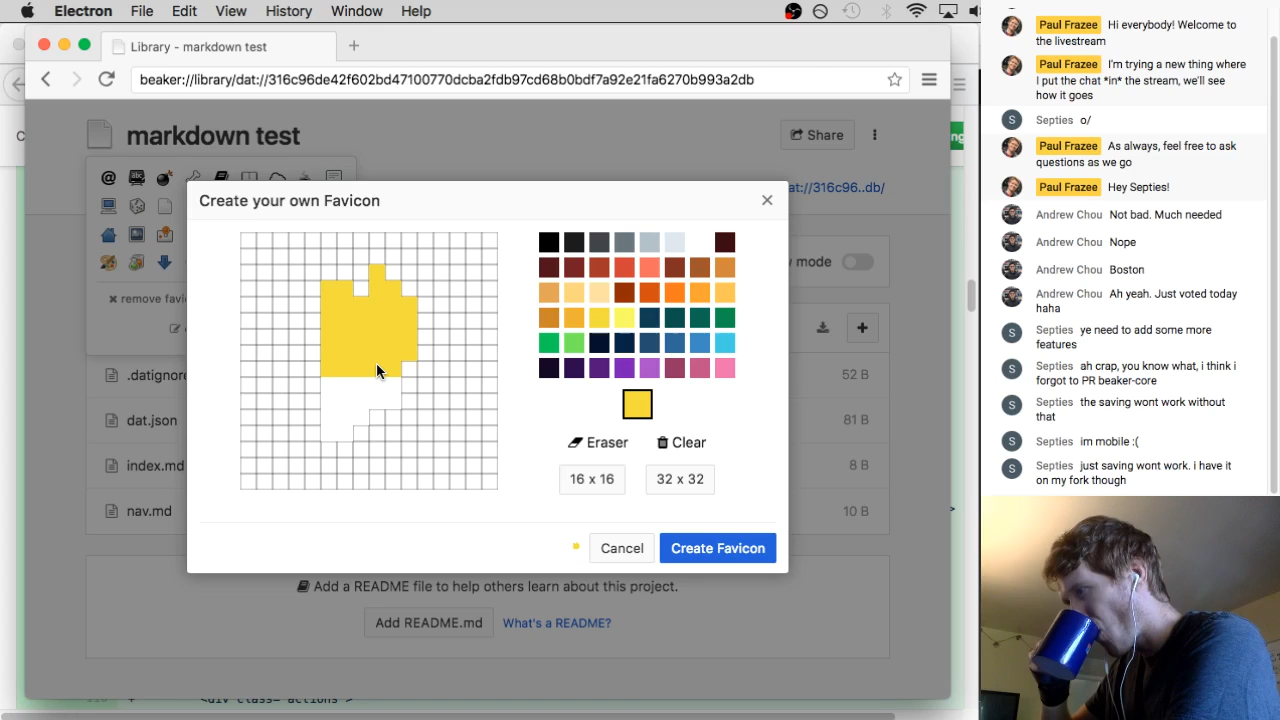 Electron File Edit View History Window Help
Library - markdown test
beaker://library/dat://316c960e42f602bd47100770dcba2fdb97cd68b0bdf7a92e21fa6270b993a2db
markdown test
Share
dat://316c96..db/
Create your own Favicon
y mode
remove favi
.datignore
52 B
dat.json
81 B
index.md
8 B
nav.md
10 B
Eraser
Clear
16 x 16
32 x 32
Cancel
Create Favicon
Add a README file to help others learn about this project.
Add README.md
What's a README?
<div class="actions">
Paul Frazee Hi everybody! Welcome to
the livestream
Paul Frazee I'm trying a new thing where
I put the chat *in* the stream, we'll see
how it goes
S Septies o/
Paul Frazee As always, feel free to ask
questions as we go
Paul Frazee Hey Septies!
Andrew Chou Not bad. Much needed
Andrew Chou Nope
Andrew Chou Boston
Andrew Chou Ah yeah. Just voted today
haha
S Septies ye need to add some more
features
S Septies ah crap, you know what, i think i
forgot to PR beaker-core
S Septies the saving wont work without
that
S Septies im mobile :(
S Septies just saving wont work. i have it
on my fork though